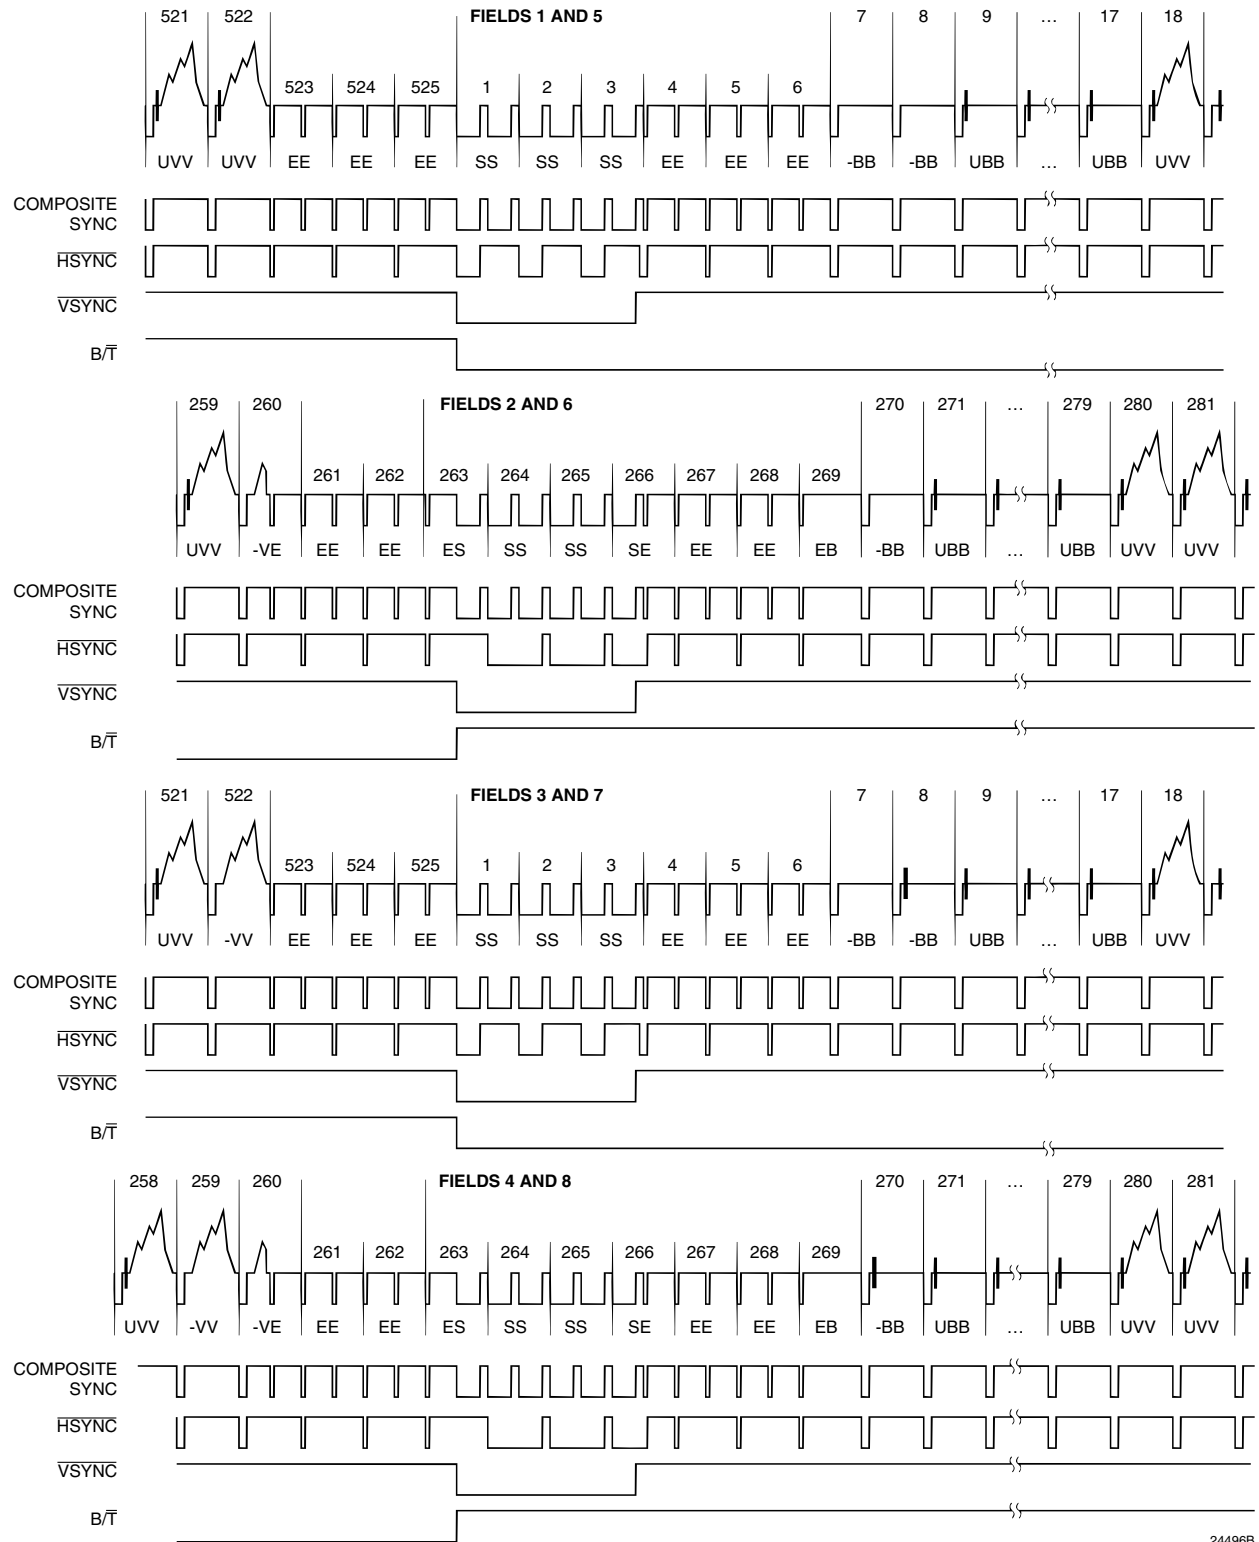 521 522 FIELDS 1 AND 5 7 8 9 ... 17 18
523 524 525 1 2 3 4 5 6
UVV UVV EE EE EE SS SS SS EE EE EE -BB -BB UBB ... UBB UVV
COMPOSITE
SYNC
HSYNC
VSYNC
B/T
259 260 FIELDS 2 AND 6 270 271 ... 279 280 281
261 262 263 264 265 266 267 268 269
UVV -VE EE EE ES SS SS SE EE EE EB -BB UBB ... UBB UVV UVV
COMPOSITE
SYNC
HSYNC
VSYNC
B/T
521 522 FIELDS 3 AND 7 7 8 9 ... 17 18
523 524 525 1 2 3 4 5 6
UVV -VV EE EE EE SS SS SS EE EE EE -BB -BB UBB ... UBB UVV
COMPOSITE
SYNC
HSYNC
VSYNC
B/T
258 259 260 FIELDS 4 AND 8 270 271 ... 279 280 281
261 262 263 264 265 266 267 268 269
UVV -VV -VE EE EE ES SS SS SE EE EE EB -BB UBB ... UBB UVV UVV
COMPOSITE
SYNC
HSYNC
VSYNC
B/T
24496B